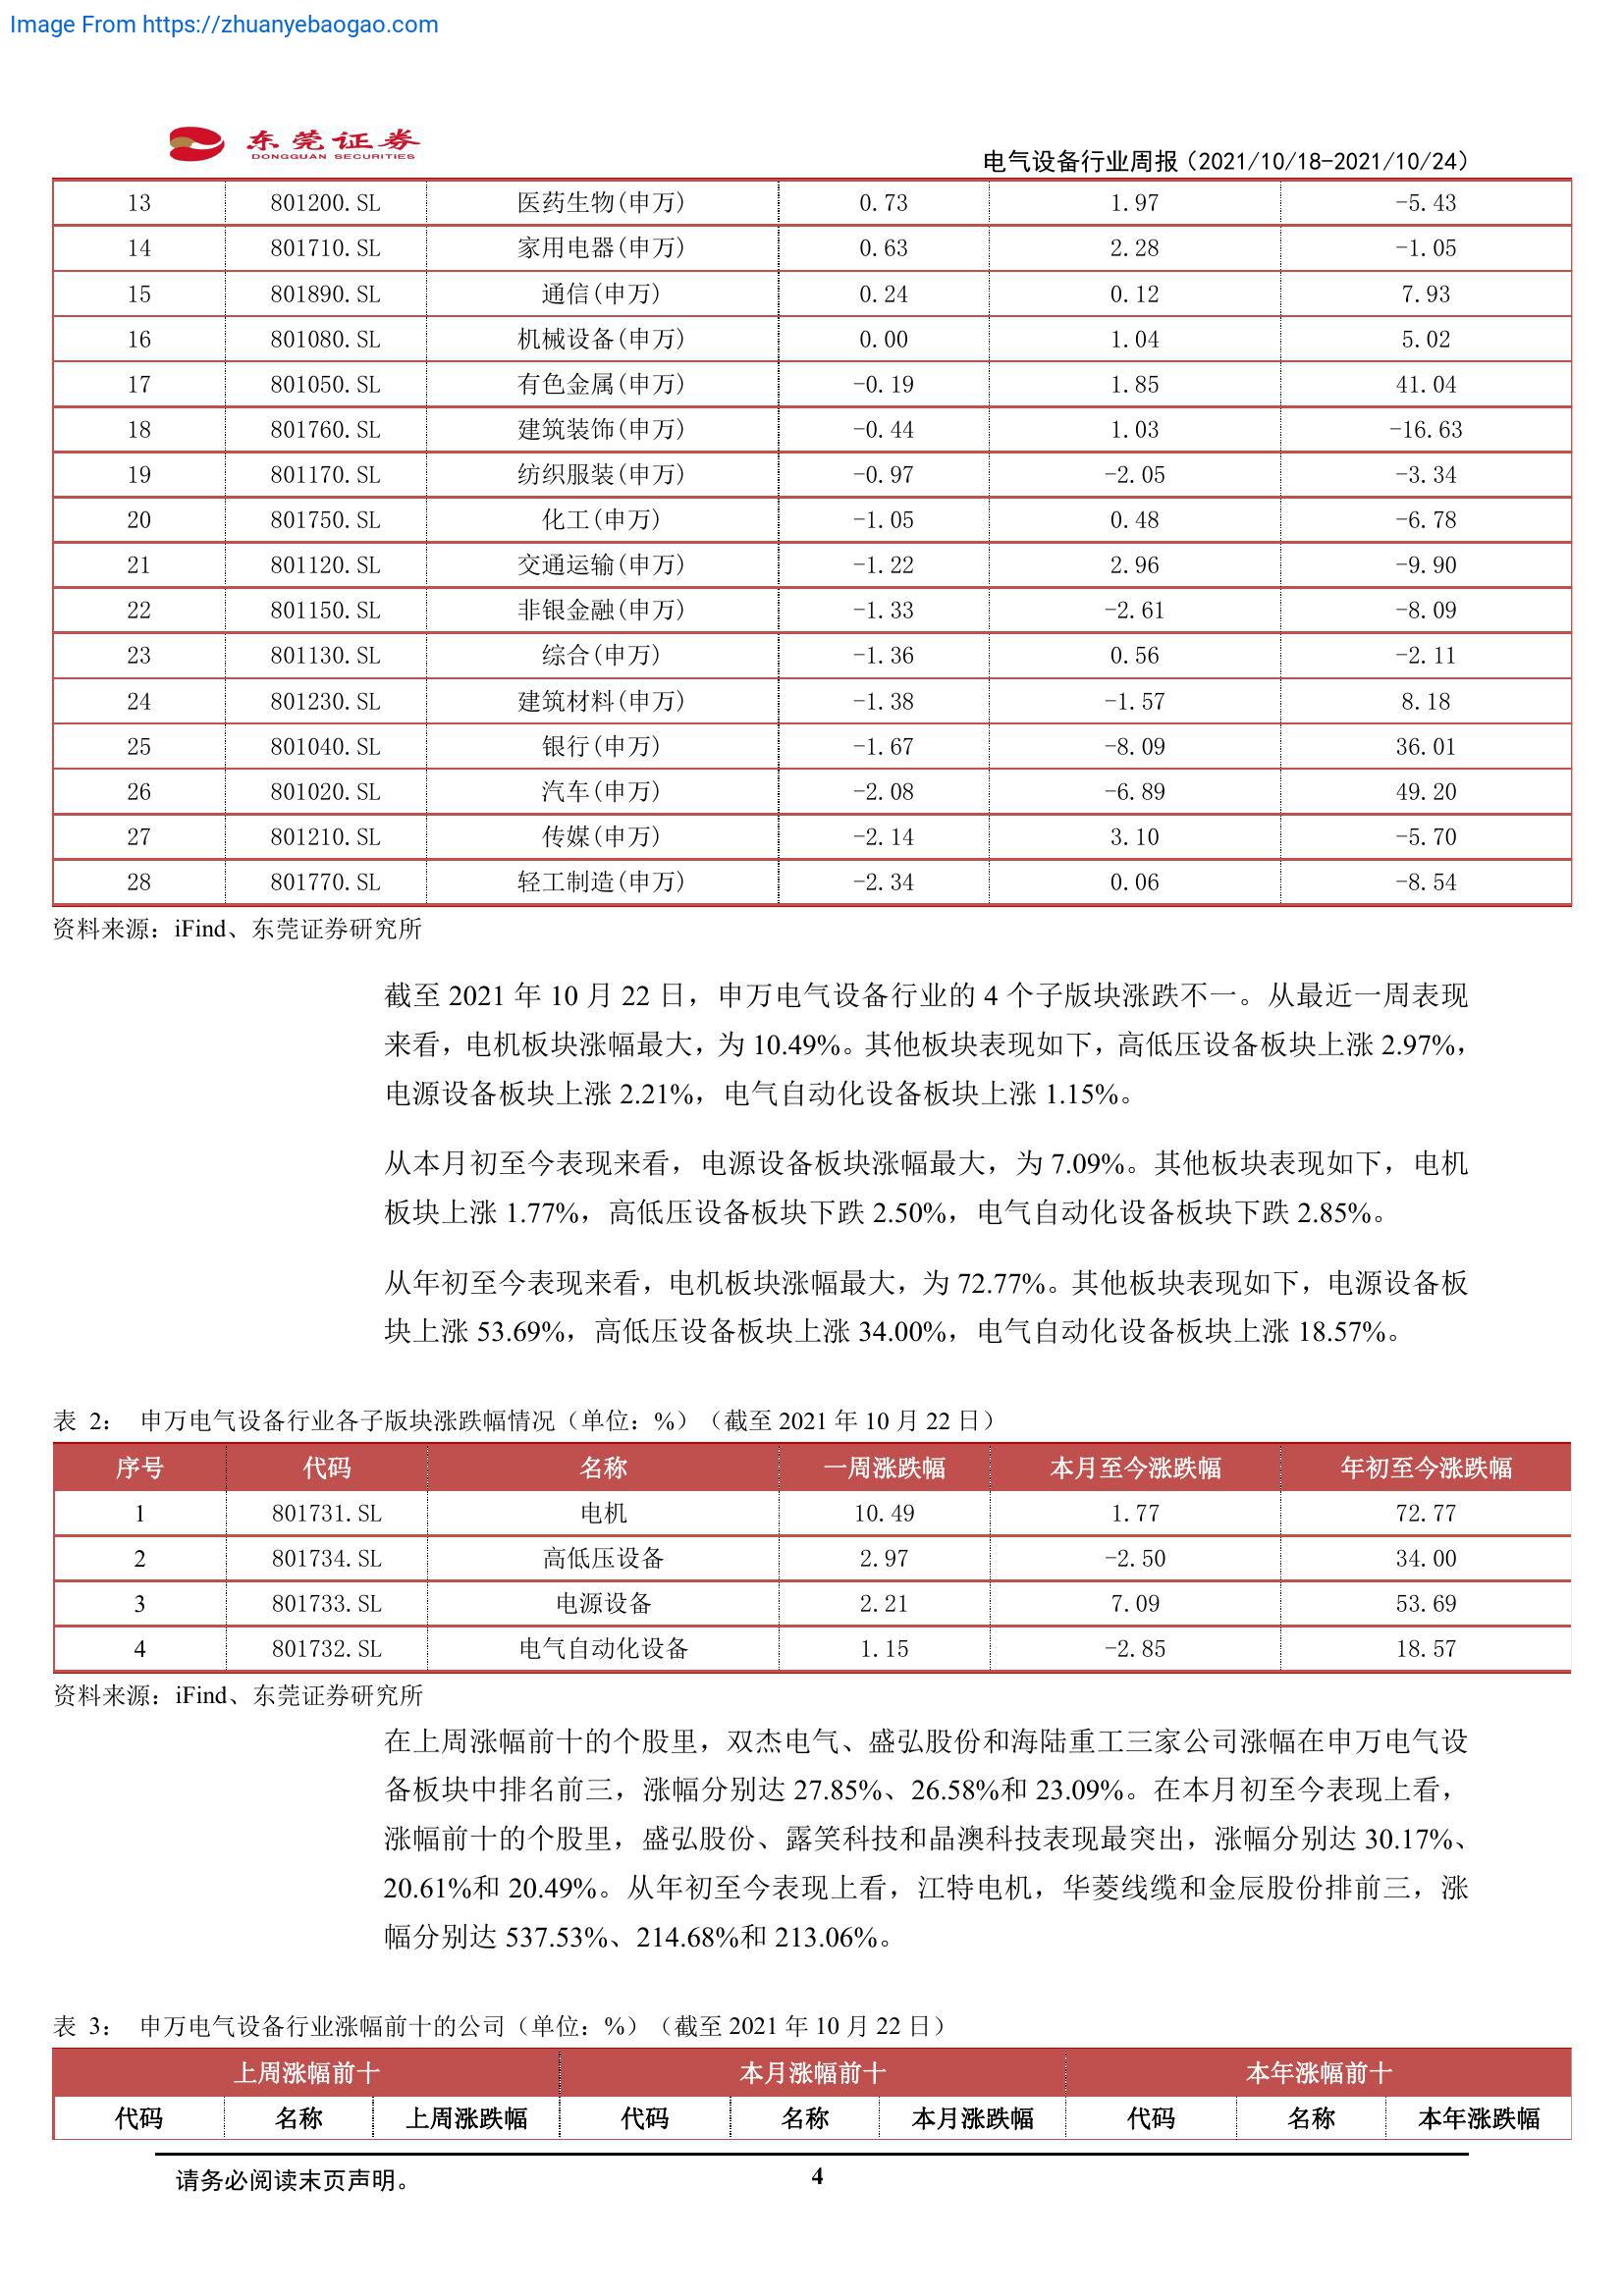 Image From https://zhuanyebaogao.com
东莞证券
DONGGUAN SECURITIES
电气设备行业周报（2021/10/18-2021/10/24）
13 801200.SL 医药生物(申万) 0.73 1.97 -5.43
14 801710.SL 家用电器(申万) 0.63 2.28 -1.05
15 801890.SL 通信(申万) 0.24 0.12 7.93
16 801080.SL 机械设备(申万) 0.00 1.04 5.02
17 801050.SL 有色金属(申万) -0.19 1.85 41.04
18 801760.SL 建筑装饰(申万) -0.44 1.03 -16.63
19 801170.SL 纺织服装(申万) -0.97 -2.05 -3.34
20 801750.SL 化工(申万) -1.05 0.48 -6.78
21 801120.SL 交通运输(申万) -1.22 2.96 -9.90
22 801150.SL 非银金融(申万) -1.33 -2.61 -8.09
23 801130.SL 综合(申万) -1.36 0.56 -2.11
24 801230.SL 建筑材料(申万) -1.38 -1.57 8.18
25 801040.SL 银行(申万) -1.67 -8.09 36.01
26 801020.SL 汽车(申万) -2.08 -6.89 49.20
27 801210.SL 传媒(申万) -2.14 3.10 -5.70
28 801770.SL 轻工制造(申万) -2.34 0.06 -8.54
资料来源：iFind、东莞证券研究所
截至 2021 年 10 月 22 日，申万电气设备行业的 4 个子版块涨跌不一。从最近一周表现
来看，电机板块涨幅最大，为 10.49%。其他板块表现如下，高低压设备板块上涨 2.97%，
电源设备板块上涨 2.21%，电气自动化设备板块上涨 1.15%。
从本月初至今表现来看，电源设备板块涨幅最大，为 7.09%。其他板块表现如下，电机
板块上涨 1.77%，高低压设备板块下跌 2.50%，电气自动化设备板块下跌 2.85%。
从年初至今表现来看，电机板块涨幅最大，为 72.77%。其他板块表现如下，电源设备板
块上涨 53.69%，高低压设备板块上涨 34.00%，电气自动化设备板块上涨 18.57%。
表 2： 申万电气设备行业各子版块涨跌幅情况（单位：%）（截至 2021 年 10 月 22 日）
序号 代码 名称 一周涨跌幅 本月至今涨跌幅 年初至今涨跌幅
1 801731.SL 电机 10.49 1.77 72.77
2 801734.SL 高低压设备 2.97 -2.50 34.00
3 801733.SL 电源设备 2.21 7.09 53.69
4 801732.SL 电气自动化设备 1.15 -2.85 18.57
资料来源：iFind、东莞证券研究所
在上周涨幅前十的个股里，双杰电气、盛弘股份和海陆重工三家公司涨幅在申万电气设
备板块中排名前三，涨幅分别达 27.85%、26.58%和 23.09%。在本月初至今表现上看，
涨幅前十的个股里，盛弘股份、露笑科技和晶澳科技表现最突出，涨幅分别达 30.17%、
20.61%和 20.49%。从年初至今表现上看，江特电机，华菱线缆和金辰股份排前三，涨
幅分别达 537.53%、214.68%和 213.06%。
表 3： 申万电气设备行业涨幅前十的公司（单位：%）（截至 2021 年 10 月 22 日）
上周涨幅前十 本月涨幅前十 本年涨幅前十
代码 名称 上周涨跌幅 代码 名称 本月涨跌幅 代码 名称 本年涨跌幅
请务必阅读末页声明。 4